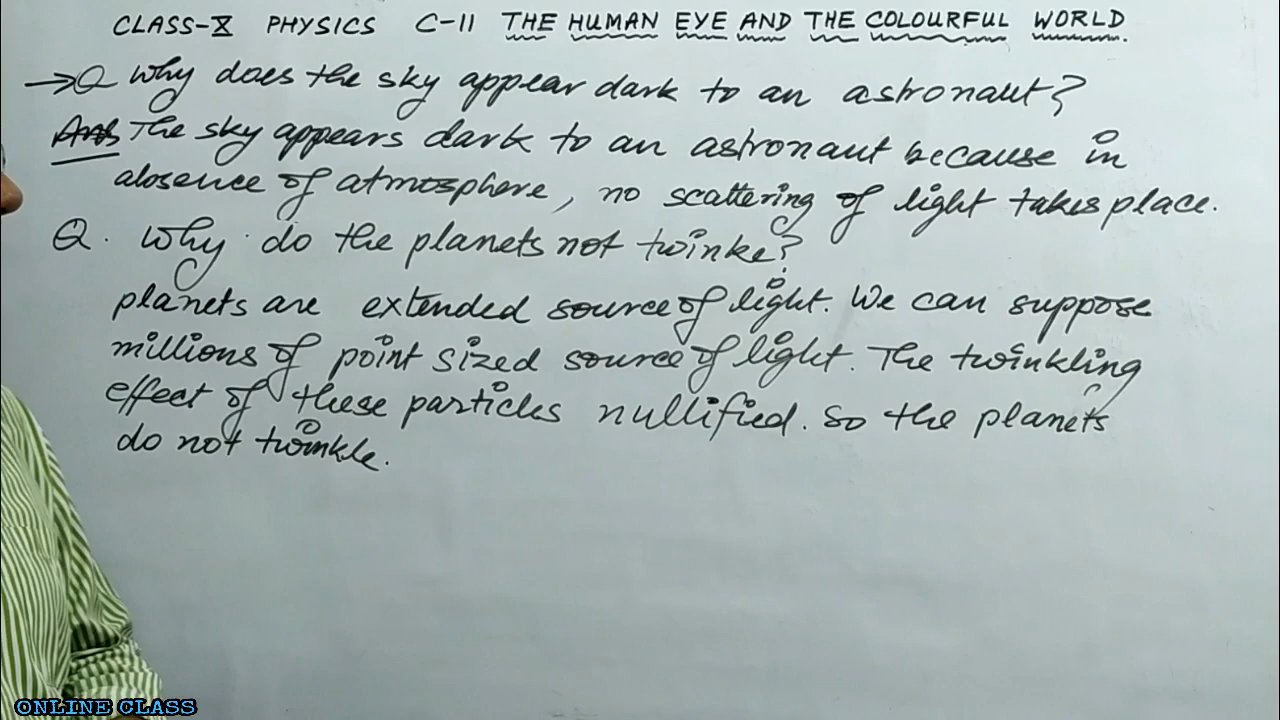 CLASS-X PHYSICS C-11 THE HUMAN EYE AND THE COLOURFUL WORLD
→Q Why does the sky appear dark to an astronaut?
Ans The sky appears dark to an astronaut because in
absence of atmosphere, no scattering of light takes place.
Q. Why do the planets not twinke?
planets are extended source of light. We can suppose
millions of point sized source of light. The twinkling
effect of these particles nullified. So the planets
do not twinkle.
ONLINE CLASS